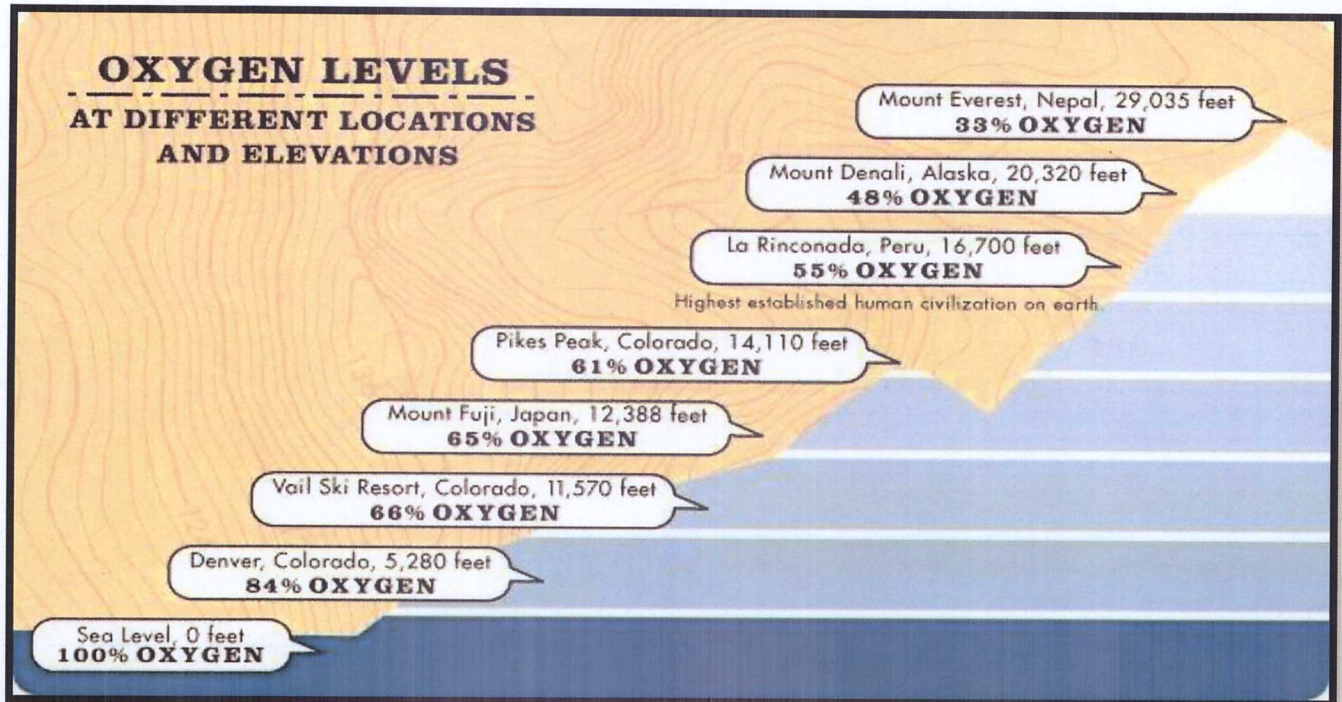 OXYGEN LEVELS
AT DIFFERENT LOCATIONS
AND ELEVATIONS
Mount Everest, Nepal, 29,035 feet
33% OXYGEN
Mount Denali, Alaska, 20,320 feet
48% OXYGEN
La Rinconada, Peru, 16,700 feet
55% OXYGEN
Highest established human civilization on earth.
Pikes Peak, Colorado, 14,110 feet
61% OXYGEN
Mount Fuji, Japan, 12,388 feet
65% OXYGEN
Vail Ski Resort, Colorado, 11,570 feet
66% OXYGEN
Denver, Colorado, 5,280 feet
84% OXYGEN
Sea Level, 0 feet
100% OXYGEN